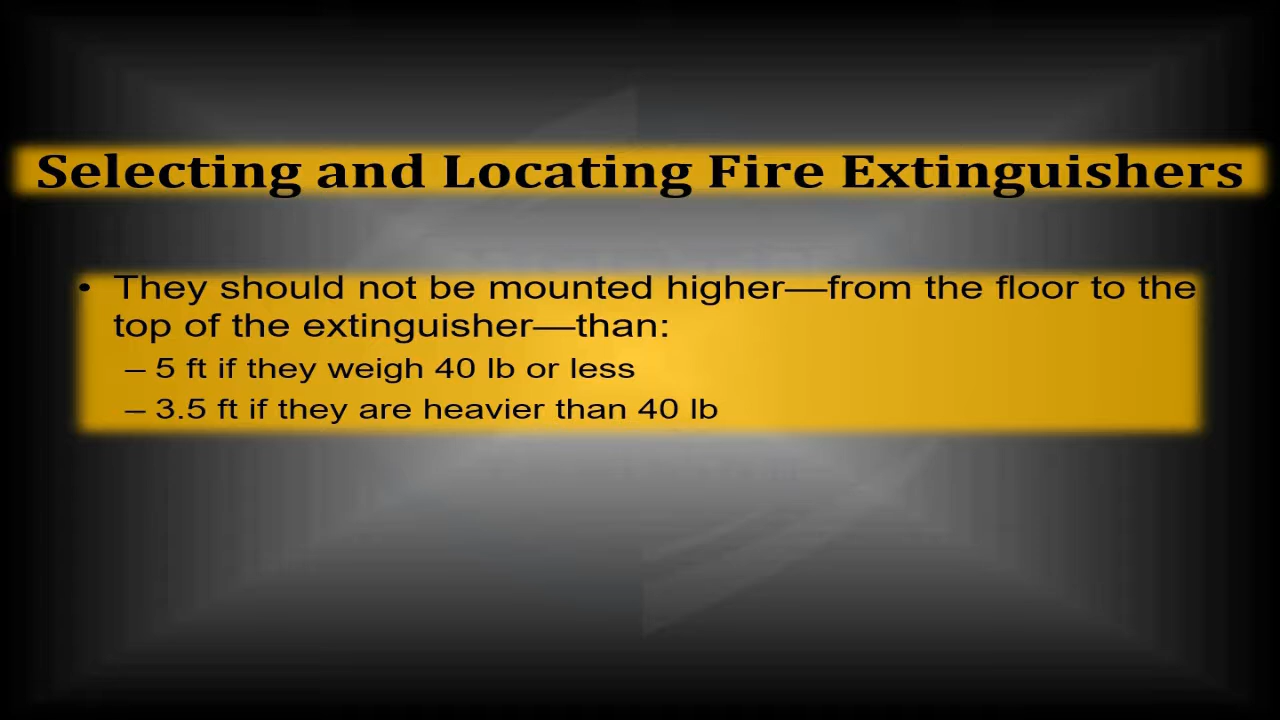 Selecting and Locating Fire Extinguishers
• They should not be mounted higher—from the floor to the
top of the extinguisher—than:
– 5 ft if they weigh 40 lb or less
– 3.5 ft if they are heavier than 40 lb